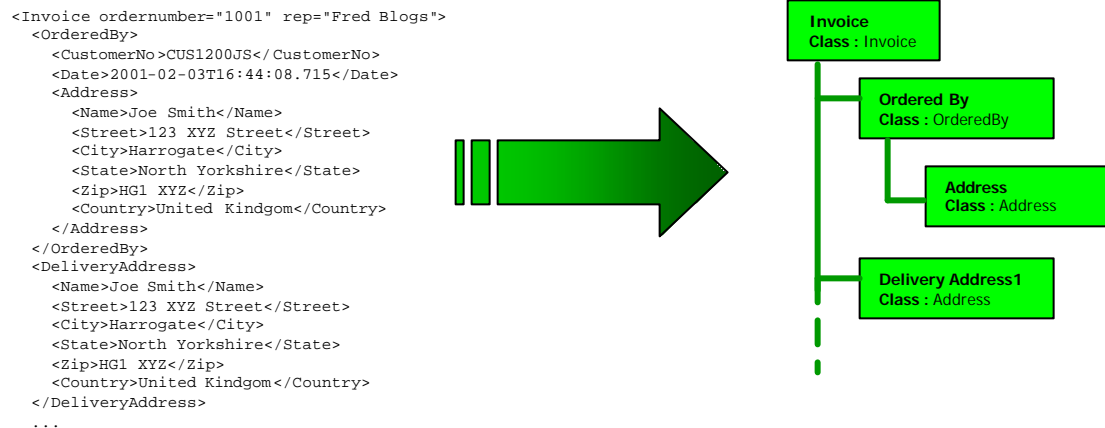 <Invoice ordernumber="1001" rep="Fred Blogs">
<OrderedBy>
<CustomerNo>CUS1200JS</CustomerNo>
<Date>2001-02-03T16:44:08.715</Date>
<Address>
<Name>Joe Smith</Name>
<Street>123 XYZ Street</Street>
<City>Harrogate</City>
<State>North Yorkshire</State>
<Zip>HG1 XYZ</Zip>
<Country>United Kindgom</Country>
</Address>
</OrderedBy>
<DeliveryAddress>
<Name>Joe Smith</Name>
<Street>123 XYZ Street</Street>
<City>Harrogate</City>
<State>North Yorkshire</State>
<Zip>HG1 XYZ</Zip>
<Country>United Kindgom</Country>
</DeliveryAddress>
...
Invoice
Class : Invoice
Ordered By
Class : OrderedBy
Address
Class : Address
Delivery Address1
Class : Address